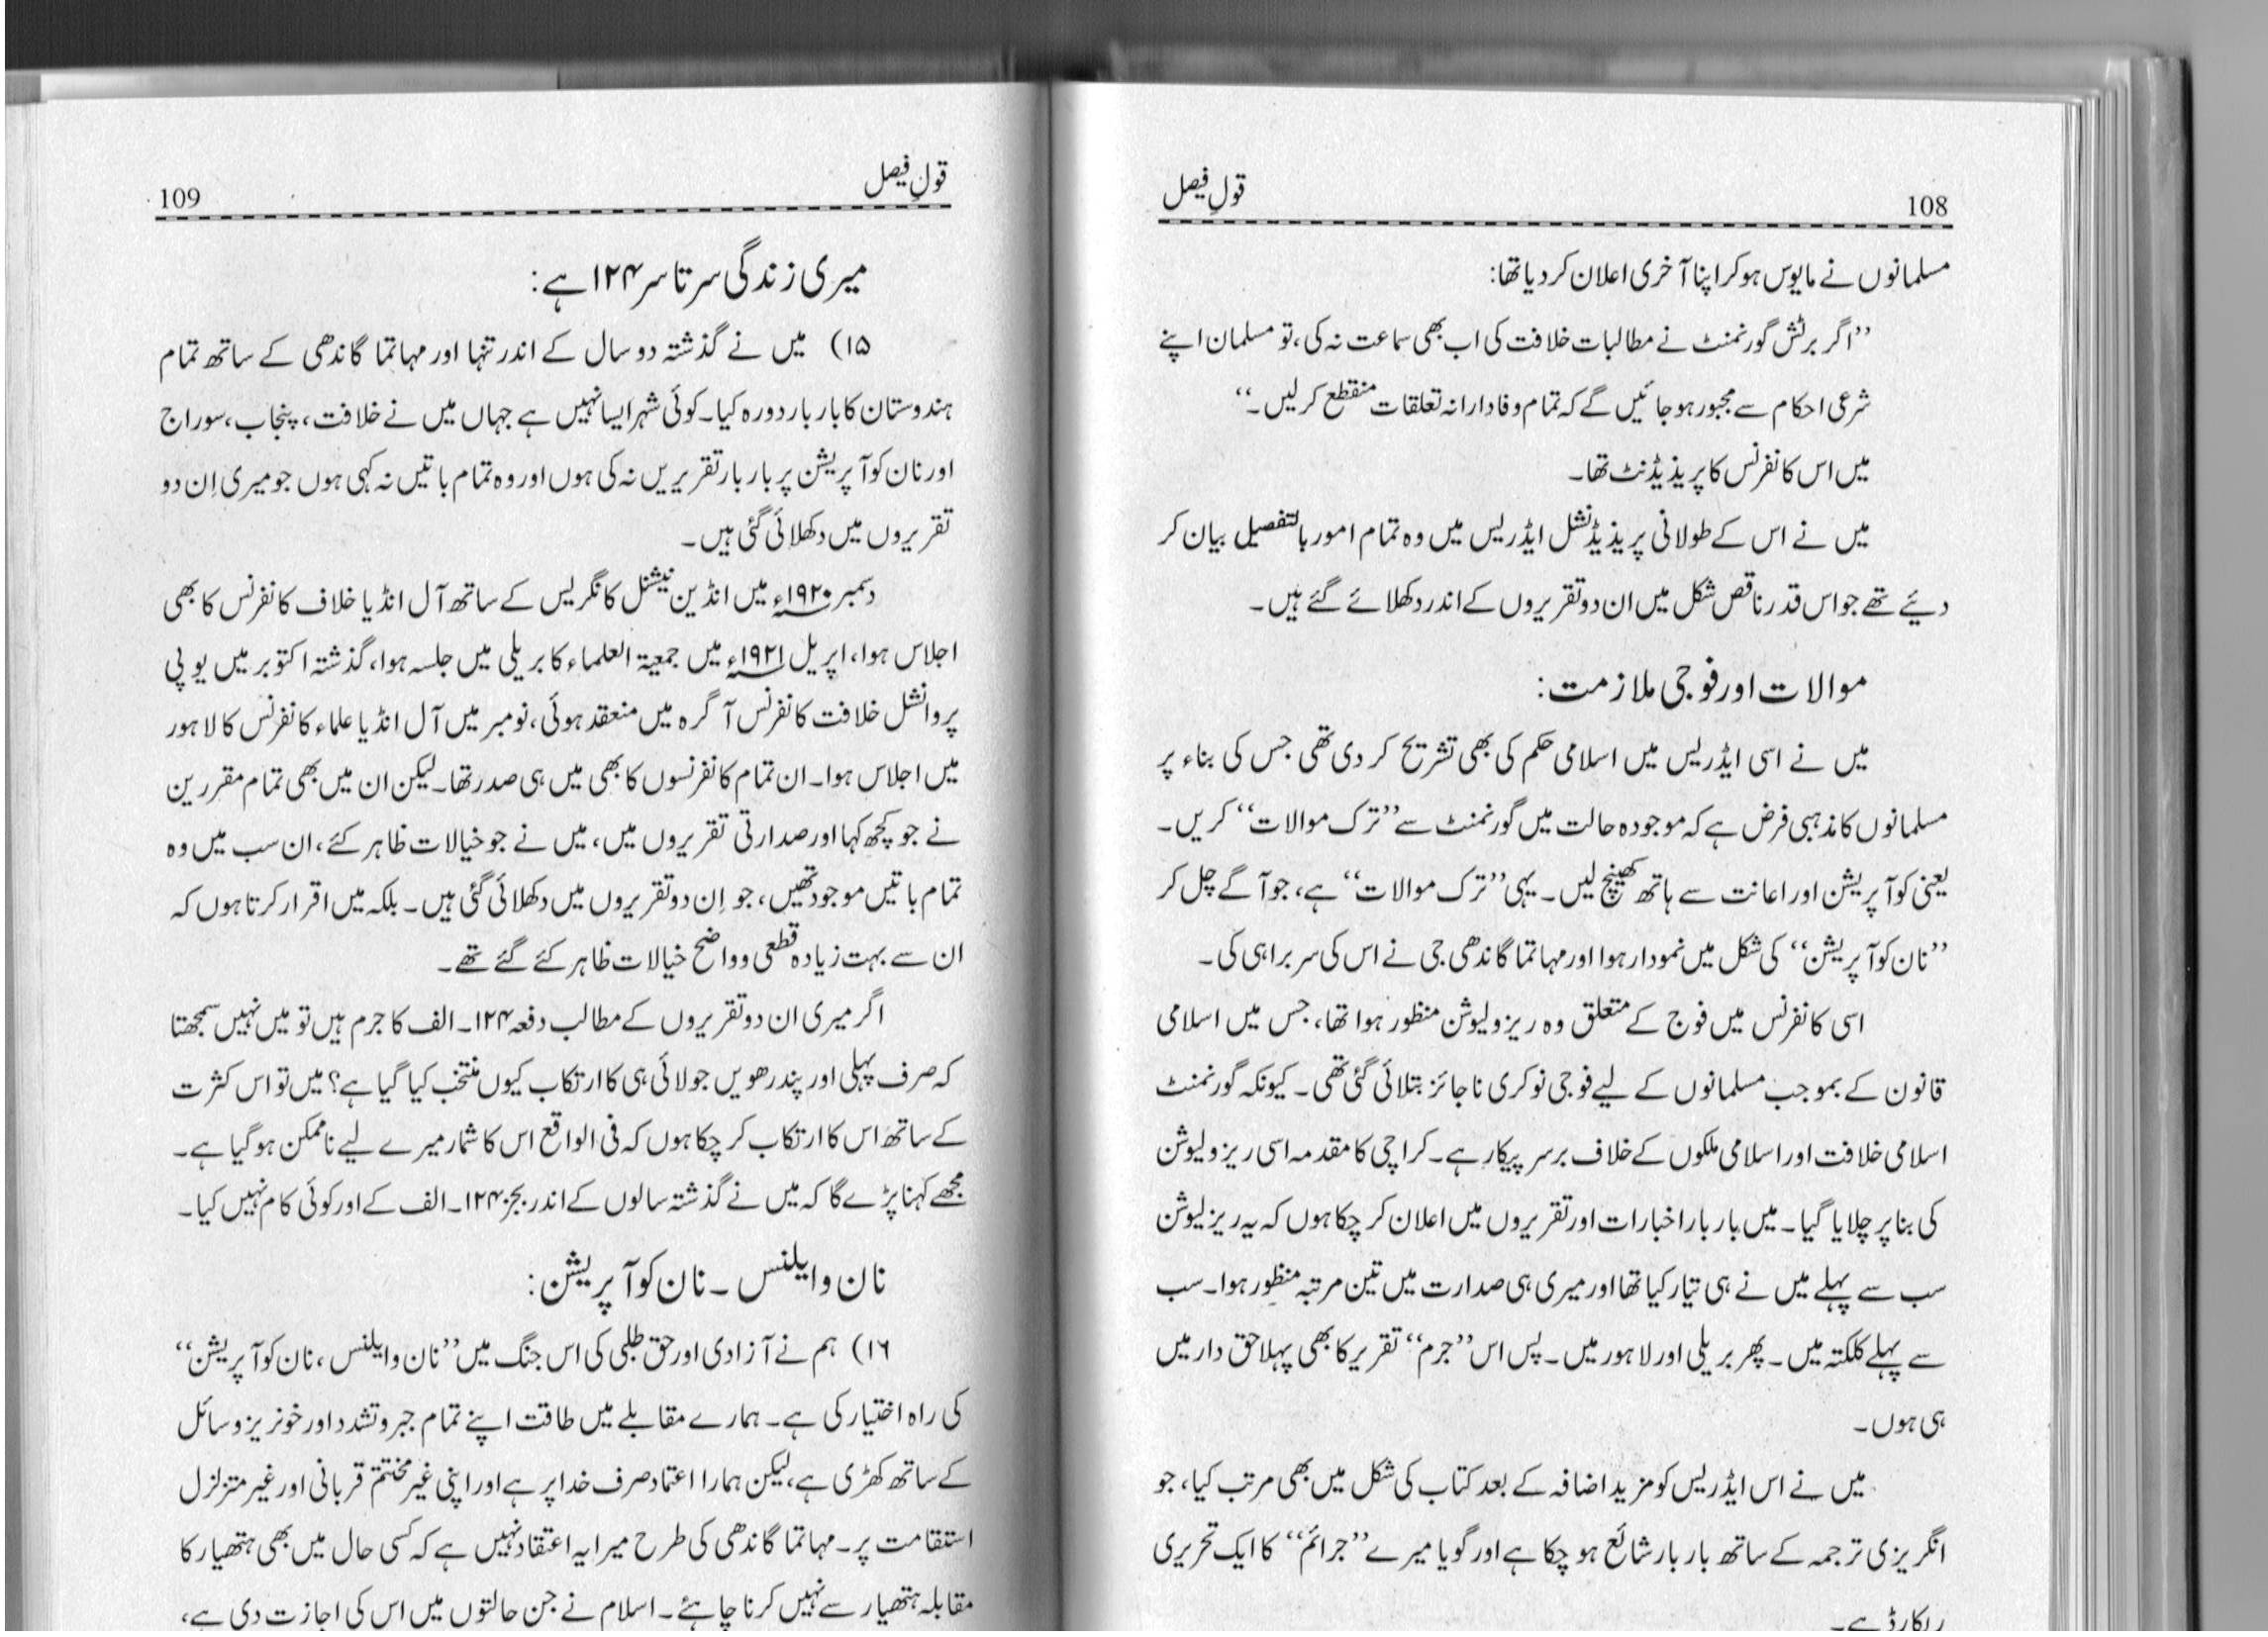 108
قولِ فیصل
مسلمانوں نے مایوس ہوکر اپنا آخری اعلان کر دیا تھا:
’’اگر برٹش گورنمنٹ نے مطالبات خلافت کی اب بھی سماعت نہ کی، تو مسلمان اپنے
شرعی احکام سے مجبور ہو جائیں گے کہ تمام وفادارانہ تعلقات منقطع کر لیں۔‘‘
میں اس کانفرنس کا پریذیڈنٹ تھا۔
میں نے اس کے طولانی پریذیڈنشل ایڈریس میں وہ تمام امور بالتفصیل بیان کر
دیئے تھے جو اس قدر ناقص شکل میں ان دو تقریروں کے اندر دکھلائے گئے ہیں۔
موالات اور فوجی ملازمت:
میں نے اسی ایڈریس میں اسلامی حکم کی بھی تشریح کر دی تھی جس کی بناء پر
مسلمانوں کا مذہبی فرض ہے کہ موجودہ حالت میں گورنمنٹ سے ’’ترک موالات‘‘ کریں۔
یعنی کوآپریشن اور اعانت سے ہاتھ کھینچ لیں۔ یہی ’’ترک موالات‘‘ ہے، جو آگے چل کر
’’نان کوآپریشن‘‘ کی شکل میں نمودار ہوا اور مہاتما گاندھی جی نے اس کی سربراہی کی۔
اسی کانفرنس میں فوج کے متعلق وہ ریزولیوشن منظور ہوا تھا، جس میں اسلامی
قانون کے بموجب مسلمانوں کے لیے فوجی نوکری ناجائز بتلائی گئی تھی۔ کیونکہ گورنمنٹ
اسلامی خلافت اور اسلامی ملکوں کے خلاف برسرپیکار ہے۔ کراچی کا مقدمہ اسی ریزولیوشن
کی بنا پر چلایا گیا۔ میں بار بار اخبارات اور تقریروں میں اعلان کر چکا ہوں کہ یہ ریزلیوشن
سب سے پہلے میں نے ہی تیار کیا تھا اور میری ہی صدارت میں تین مرتبہ منظور ہوا۔ سب
سے پہلے کلکتہ میں۔ پھر بریلی اور لاہور میں۔ پس اس ’’جرم‘‘ تقریر کا بھی پہلا حق دار میں
ہی ہوں۔
میں نے اس ایڈریس کو مزید اضافہ کے بعد کتاب کی شکل میں بھی مرتب کیا، جو
انگریزی ترجمہ کے ساتھ بار بار شائع ہو چکا ہے اور گویا میرے ’’جرائم‘‘ کا ایک تحریری
ریکارڈ ہے۔
قولِ فیصل
109
میری زندگی سرتاسر ۱۲۴ ہے:
۱۵) میں نے گذشتہ دو سال کے اندر تنہا اور مہاتما گاندھی کے ساتھ تمام
ہندوستان کا بار بار دورہ کیا۔ کوئی شہر ایسا نہیں ہے جہاں میں نے خلافت، پنجاب، سوراج
اور نان کوآپریشن پر بار بار تقریریں نہ کی ہوں اور وہ تمام باتیں نہ کہی ہوں جو میری اِن دو
تقریروں میں دکھلائی گئی ہیں۔
دسمبر ۱۹۲۰ء میں انڈین نیشنل کانگریس کے ساتھ آل انڈیا خلاف کانفرنس کا بھی
اجلاس ہوا، اپریل ۱۹۲۱ء میں جمعیۃ العلماء کا بریلی میں جلسہ ہوا، گذشتہ اکتوبر میں یو پی
پروانشل خلافت کانفرنس آگرہ میں منعقد ہوئی، نومبر میں آل انڈیا علماء کانفرنس کا لاہور
میں اجلاس ہوا۔ ان تمام کانفرنسوں کا بھی میں ہی صدر تھا۔ لیکن ان میں بھی تمام مقررین
نے جو کچھ کہا اور صدارتی تقریروں میں، میں نے جو خیالات ظاہر کئے، ان سب میں وہ
تمام باتیں موجود تھیں، جو اِن دو تقریروں میں دکھلائی گئی ہیں۔ بلکہ میں اقرار کرتا ہوں کہ
ان سے بہت زیادہ قطعی و واضح خیالات ظاہر کئے گئے تھے۔
اگر میری ان دو تقریروں کے مطالب دفعہ ۱۲۴۔الف کا جرم ہیں تو میں نہیں سمجھتا
کہ صرف پہلی اور پندرھویں جولائی ہی کا ارتکاب کیوں منتخب کیا گیا ہے؟ میں تو اس کثرت
کے ساتھ اس کا ارتکاب کر چکا ہوں کہ فی الواقع اس کا شمار میرے لیے ناممکن ہوگیا ہے۔
مجھے کہنا پڑے گا کہ میں نے گذشتہ سالوں کے اندر بجز ۱۲۴۔الف کے اور کوئی کام نہیں کیا۔
نان وایلنس۔ نان کوآپریشن:
۱۶) ہم نے آزادی اور حق طلبی کی اس جنگ میں ’’نان وایلنس، نان کوآپریشن‘‘
کی راہ اختیار کی ہے۔ ہمارے مقابلے میں طاقت اپنے تمام جبر و تشدد اور خونریز وسائل
کے ساتھ کھڑی ہے، لیکن ہمارا اعتماد صرف خدا پر ہے اور اپنی غیر مختتم قربانی اور غیر متزلزل
استقامت پر۔ مہاتما گاندھی کی طرح میرا یہ اعتقاد نہیں ہے کہ کسی حال میں بھی ہتھیار کا
مقابلہ ہتھیار سے نہیں کرنا چاہئے۔ اسلام نے جن حالتوں میں اس کی اجازت دی ہے،